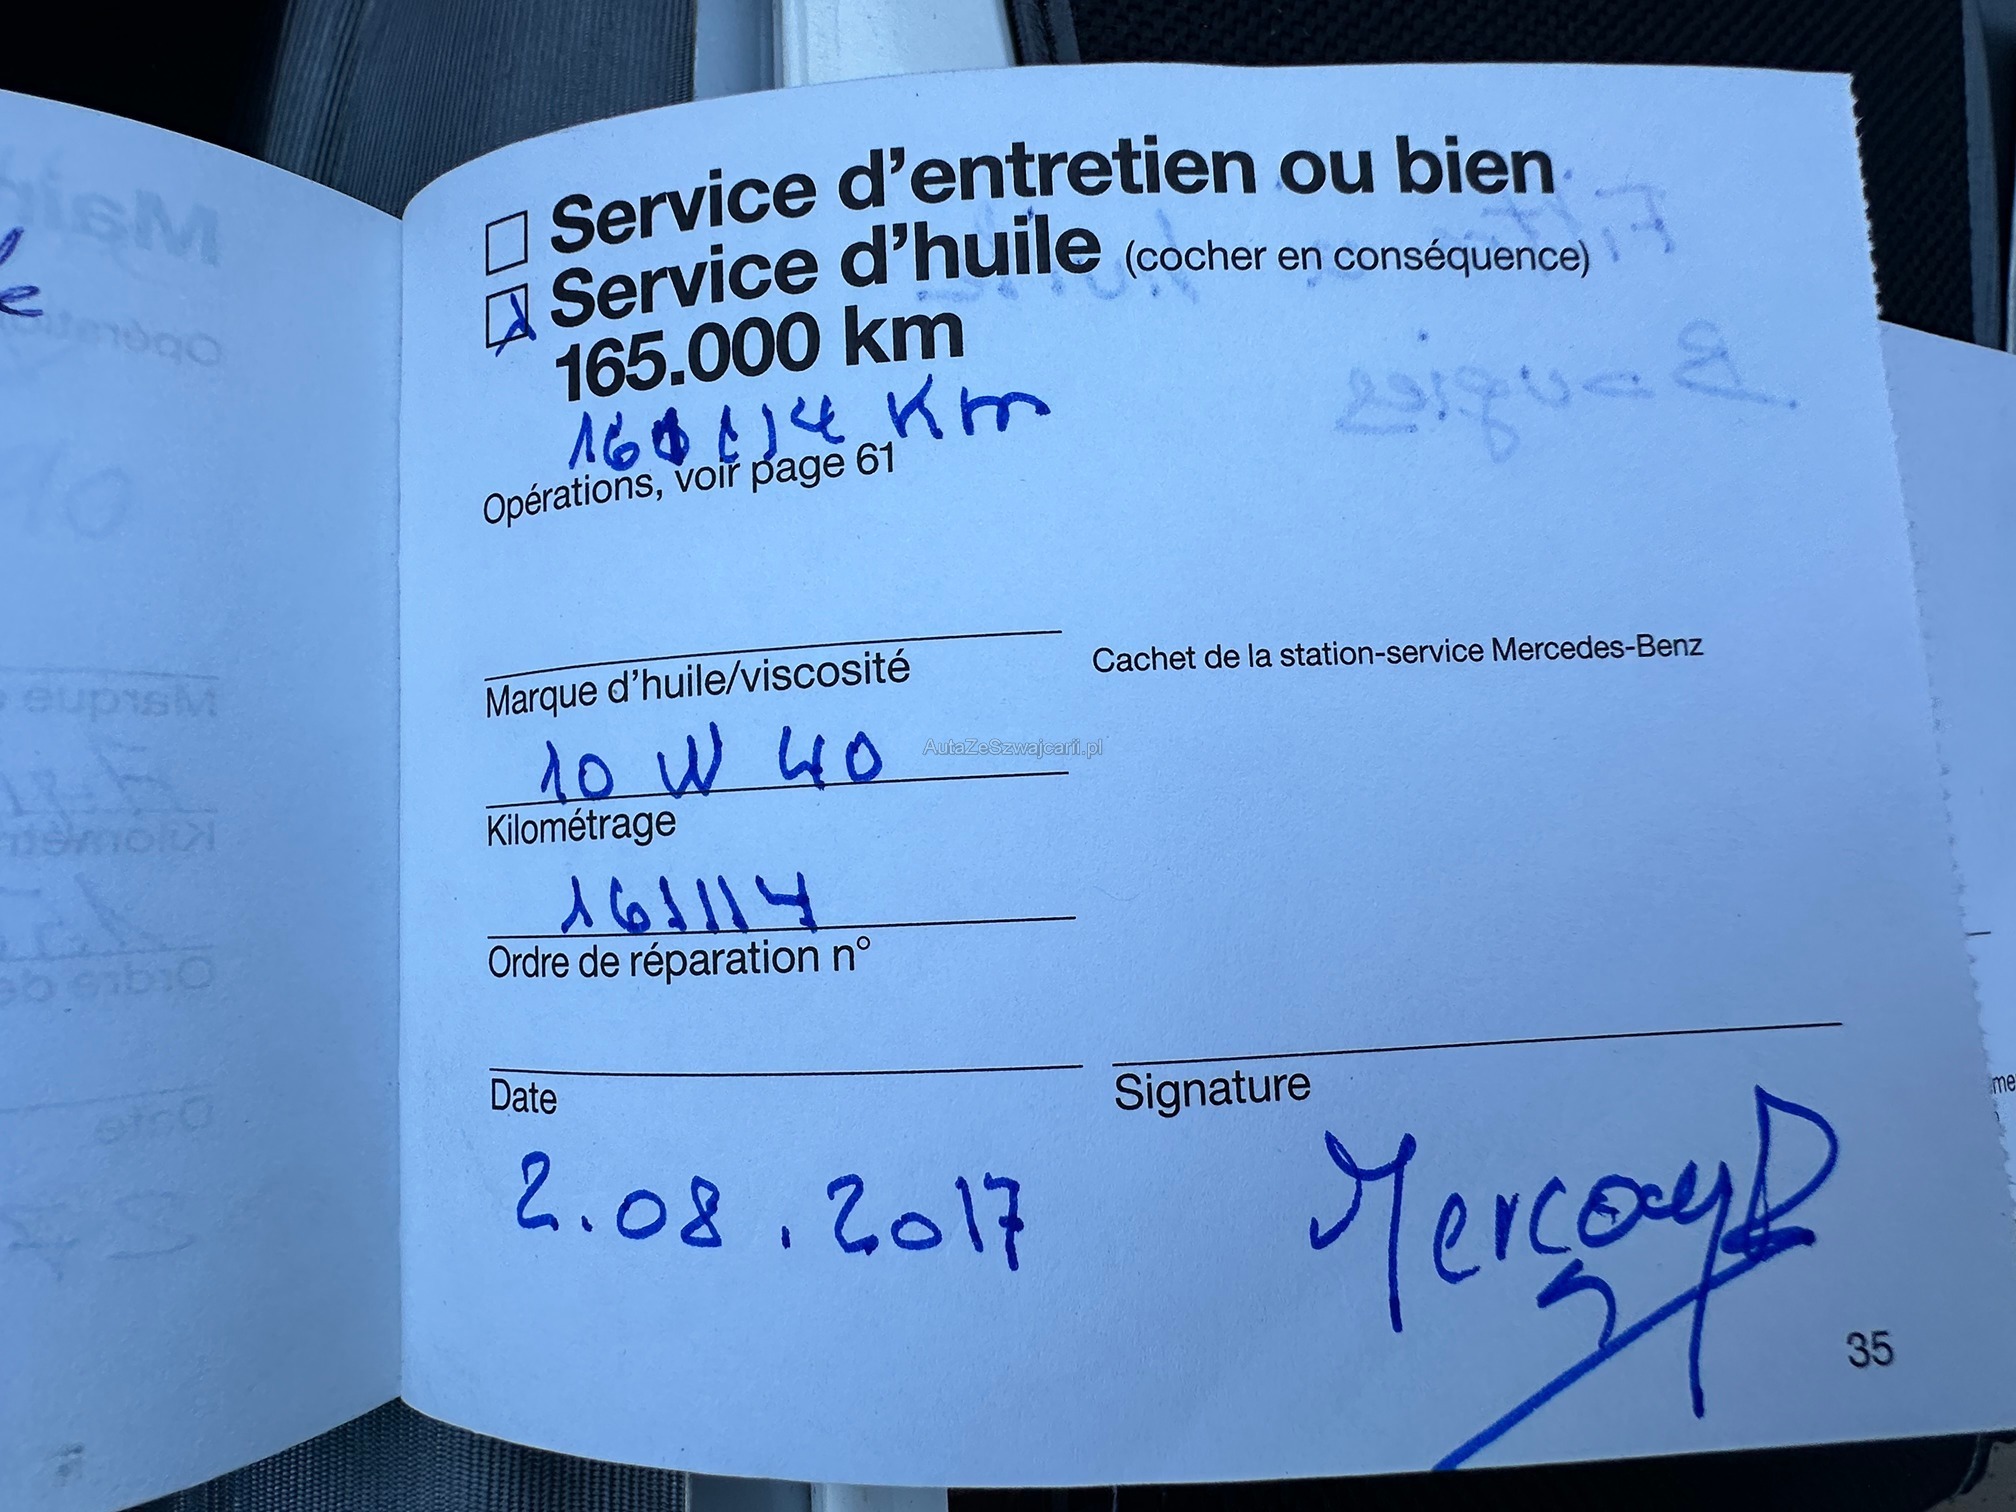 Service d'entretien ou bien
Service d'huile (cocher en conséquence)
165.000 km
161114 Km
Opérations, voir page 61
Marque d'huile/viscosité
Cachet de la station-service Mercedes-Benz
10 W 40
AutaZeSzwajcarii.pl
Kilométrage
161114
Ordre de réparation n°
Date
Signature
2.08.2017
35